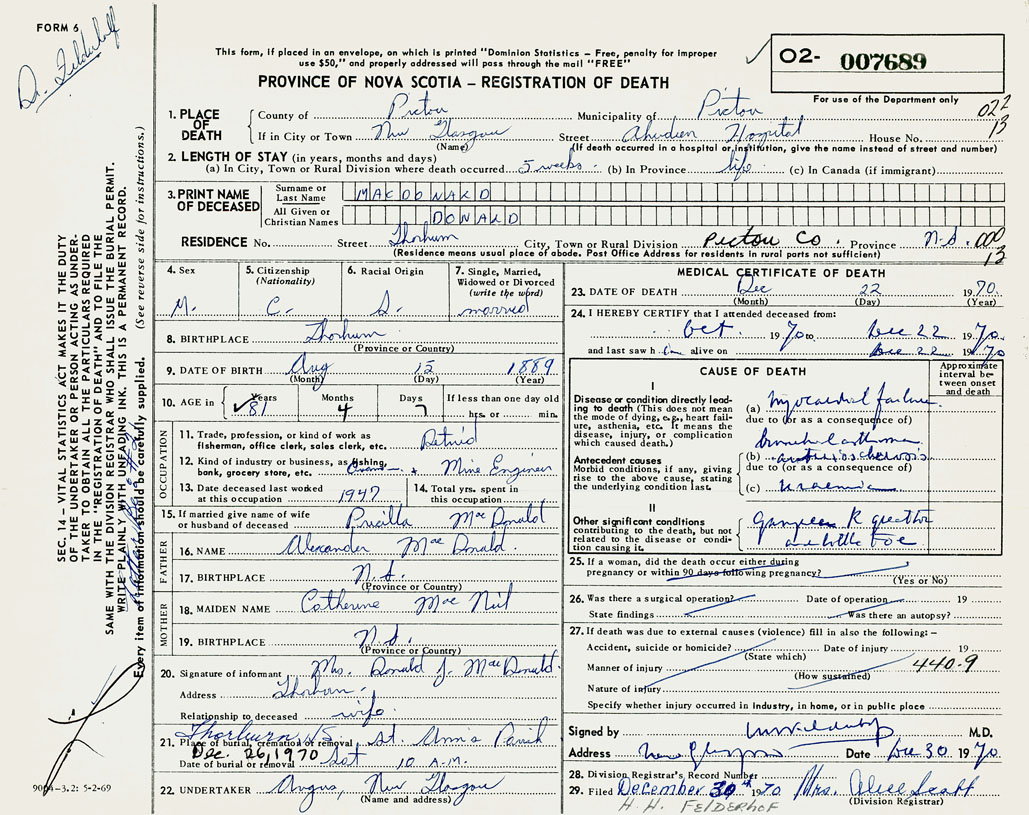 FORM 6
Dr. Felderhof
This form, if placed in an envelope, on which is printed "Dominion Statistics – Free, penalty for improper
use $50," and properly addressed will pass through the mail "FREE"
PROVINCE OF NOVA SCOTIA – REGISTRATION OF DEATH
02- 007689
For use of the Department only
022
13
1. PLACE OF DEATH
County of Pictou Municipality of Pictou
If in City or Town New Glasgow Street Aberdeen Hospital House No.
(Name) (If death occurred in a hospital or institution, give the name instead of street and number)
2. LENGTH OF STAY (in years, months and days)
(a) In City, Town or Rural Division where death occurred 5 weeks (b) In Province life (c) In Canada (if immigrant)
3. PRINT NAME OF DECEASED
Surname or Last Name MACDONALD
All Given or Christian Names DONALD
RESIDENCE No. Street Thorburn City, Town or Rural Division Pictou Co. Province N.S. 000
13
(Residence means usual place of abode. Post Office Address for residents in rural parts not sufficient)
4. Sex M.
5. Citizenship (Nationality) C.
6. Racial Origin S.
7. Single, Married, Widowed or Divorced (write the word) married
8. BIRTHPLACE Thorburn
(Province or Country)
9. DATE OF BIRTH Aug 15 1889
(Month) (Day) (Year)
10. AGE in Years 81 Months 4 Days 7 If less than one day old
hrs. or min.
OCCUPATION
11. Trade, profession, or kind of work as
fisherman, office clerk, sales clerk, etc. Retired
12. Kind of industry or business, as fishing,
bank, grocery store, etc. + Mine Engineer
13. Date deceased last worked
at this occupation 1947
14. Total yrs. spent in
this occupation
15. If married give name of wife
or husband of deceased Pricilla MacDonald
FATHER
16. NAME Alexander MacDonald
17. BIRTHPLACE N.S.
(Province or Country)
MOTHER
18. MAIDEN NAME Catherine MacNeil
19. BIRTHPLACE N.S.
(Province or Country)
20. Signature of informant Mrs. Donald J. MacDonald
Address Thorburn
Relationship to deceased wife
21. Thorburn NS St. Ann's Parish
Place of burial, cremation or removal
Dec. 26, 1970 Sat 10 A.M.
Date of burial or removal
22. UNDERTAKER Angus, New Glasgow
(Name and address)
MEDICAL CERTIFICATE OF DEATH
23. DATE OF DEATH Dec 22 1970.
(Month) (Day) (Year)
24. I HEREBY CERTIFY that I attended deceased from:
Oct 1970 to Dec 22 1970
and last saw him alive on Dec 22 1970
CAUSE OF DEATH
Approximate interval between onset and death
I
Disease or condition directly leading to death (This does not mean the mode of dying, e.g., heart failure, asthenia, etc. It means the disease, injury, or complication which caused death.)
(a) Myocardial failure
due to (or as a consequence of)
bronchial asthma
Antecedent causes
Morbid conditions, if any, giving rise to the above cause, stating the underlying condition last.
(b) arteriosclerosis
due to (or as a consequence of)
(c) Uraemia
II
Other significant conditions
contributing to the death, but not related to the disease or condition causing it.
Gangrene R great toe
and little toe
25. If a woman, did the death occur either during
pregnancy or within 90 days following pregnancy?
(Yes or No)
26. Was there a surgical operation? Date of operation 19
State findings Was there an autopsy?
27. If death was due to external causes (violence) fill in also the following: –
Accident, suicide or homicide? Date of injury 19
(State which)
Manner of injury 440.9
(How sustained)
Nature of injury
Specify whether injury occurred in Industry, in home, or in public place
Signed by M.D.
Address New Glasgow Date Dec 30 1970
28. Division Registrar's Record Number
29. Filed December 30th 1970 Mrs. Alice Scott
(Division Registrar)
H. H. FELDERHOF
SEC. 14 – VITAL STATISTICS ACT MAKES IT THE DUTY
OF THE UNDERTAKER OR PERSON ACTING AS UNDER-
TAKER TO OBTAIN ALL THE PARTICULARS REQUIRED
IN THE "REGISTRATION OF DEATH" AND TO FILE THE
SAME WITH THE DIVISION REGISTRAR WHO SHALL ISSUE THE BURIAL PERMIT.
WRITE PLAINLY WITH UNFADING INK. THIS IS A PERMANENT RECORD.
Every item of information should be carefully supplied. (See reverse side for instructions.)
9004-3.2: 5-2-69